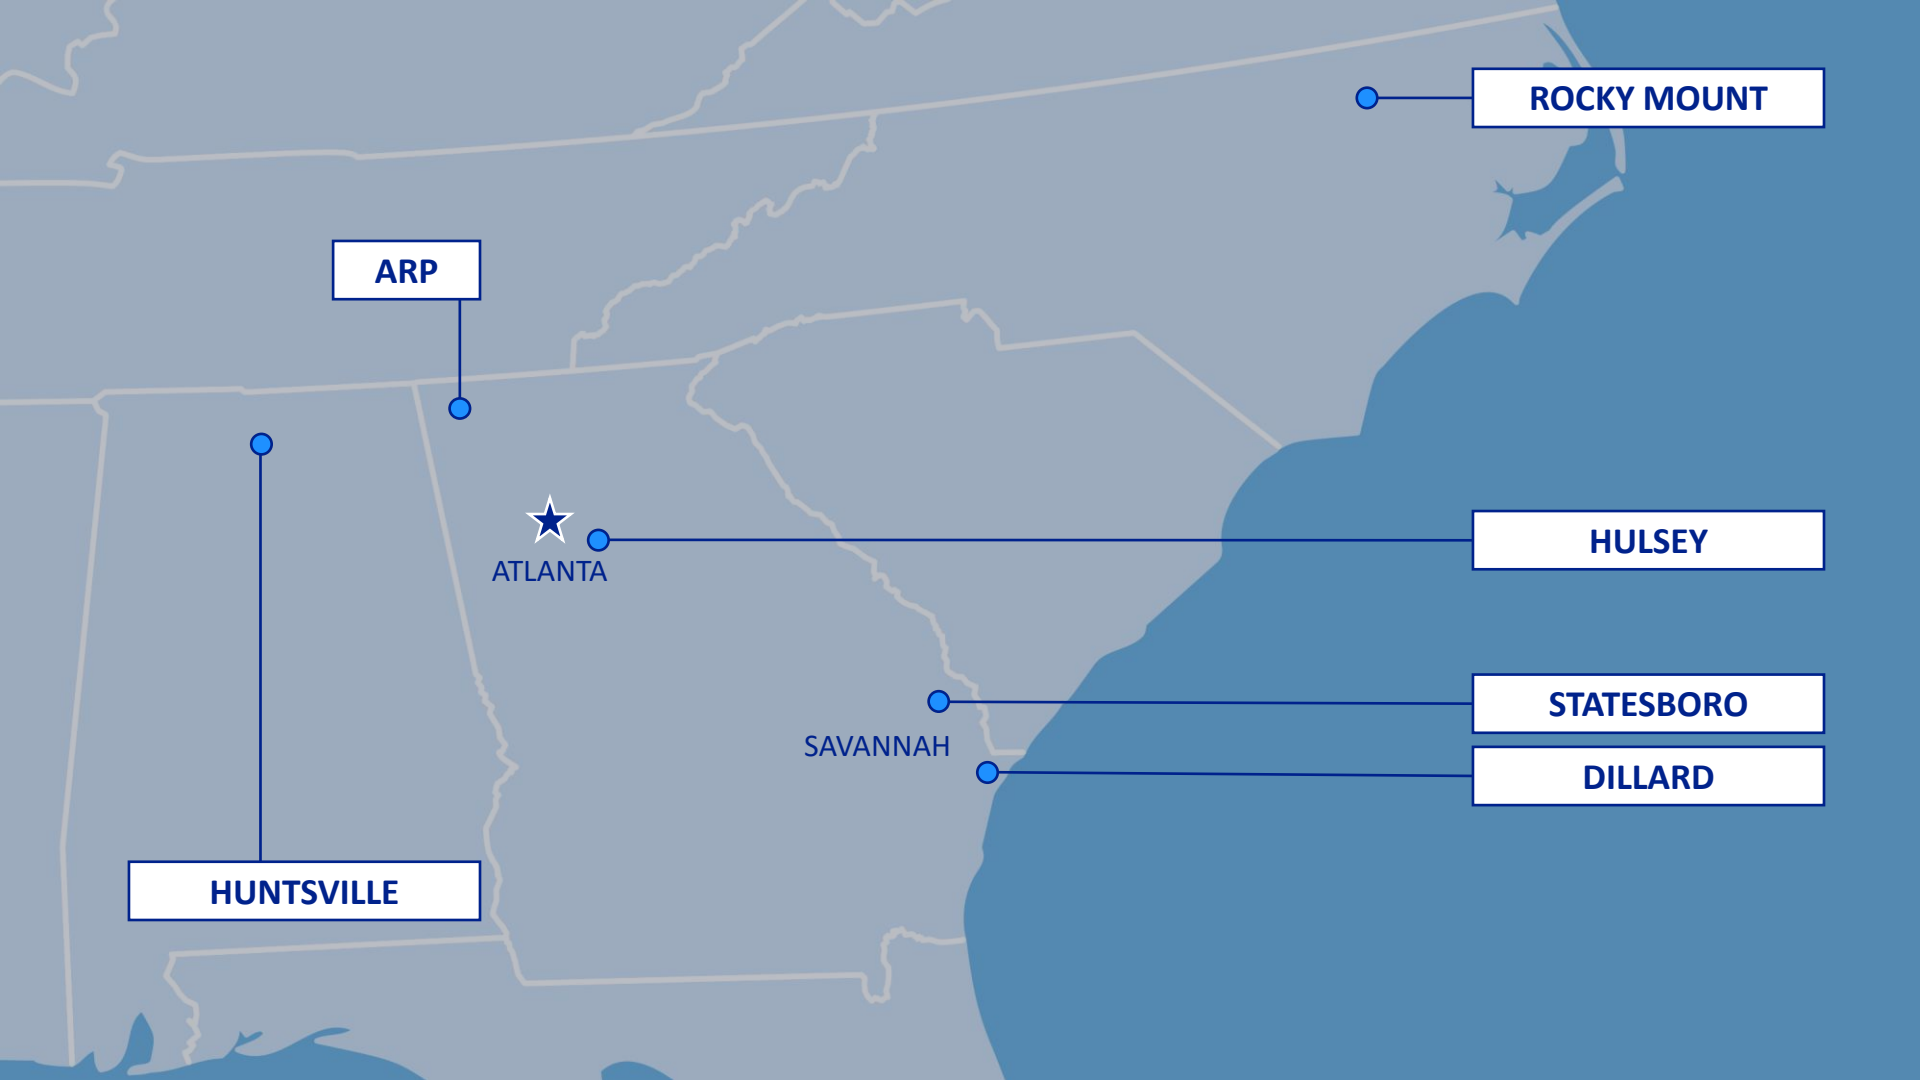 ROCKY MOUNT
ARP
HULSEY
ATLANTA
STATESBORO
SAVANNAH
DILLARD
HUNTSVILLE